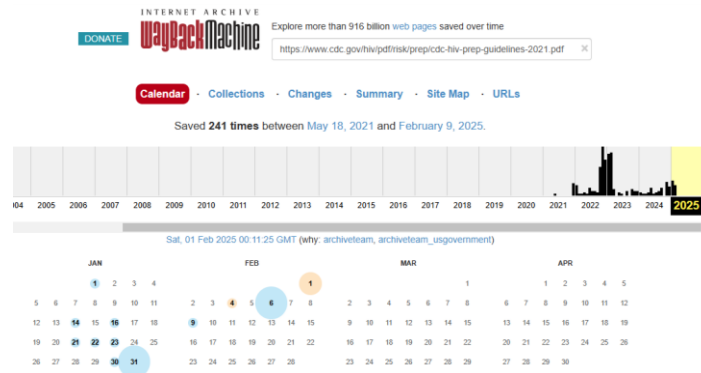 INTERNET ARCHIVE
DONATE
WayBackMachine
Explore more than 916 billion web pages saved over time
https://www.cdc.gov/hiv/pdf/risk/prep/cdc-hiv-prep-guidelines-2021.pdf ×
Calendar · Collections · Changes · Summary · Site Map · URLs
Saved 241 times between May 18, 2021 and February 9, 2025.
04 2005 2006 2007 2008 2009 2010 2011 2012 2013 2014 2015 2016 2017 2018 2019 2020 2021 2022 2023 2024 2025
Sat, 01 Feb 2025 00:11:25 GMT (why: archiveteam, archiveteam_usgovernment)
JAN FEB MAR APR
1 2 3 4 1 1 1 2 3 4 5
5 6 7 8 9 10 11 2 3 4 5 6 7 8 2 3 4 5 6 7 8 6 7 8 9 10 11 12
12 13 14 15 16 17 18 9 10 11 12 13 14 15 9 10 11 12 13 14 15 13 14 15 16 17 18 19
19 20 21 22 23 24 25 16 17 18 19 20 21 22 16 17 18 19 20 21 22 20 21 22 23 24 25 26
26 27 28 29 30 31 23 24 25 26 27 28 23 24 25 26 27 28 29 27 28 29 30